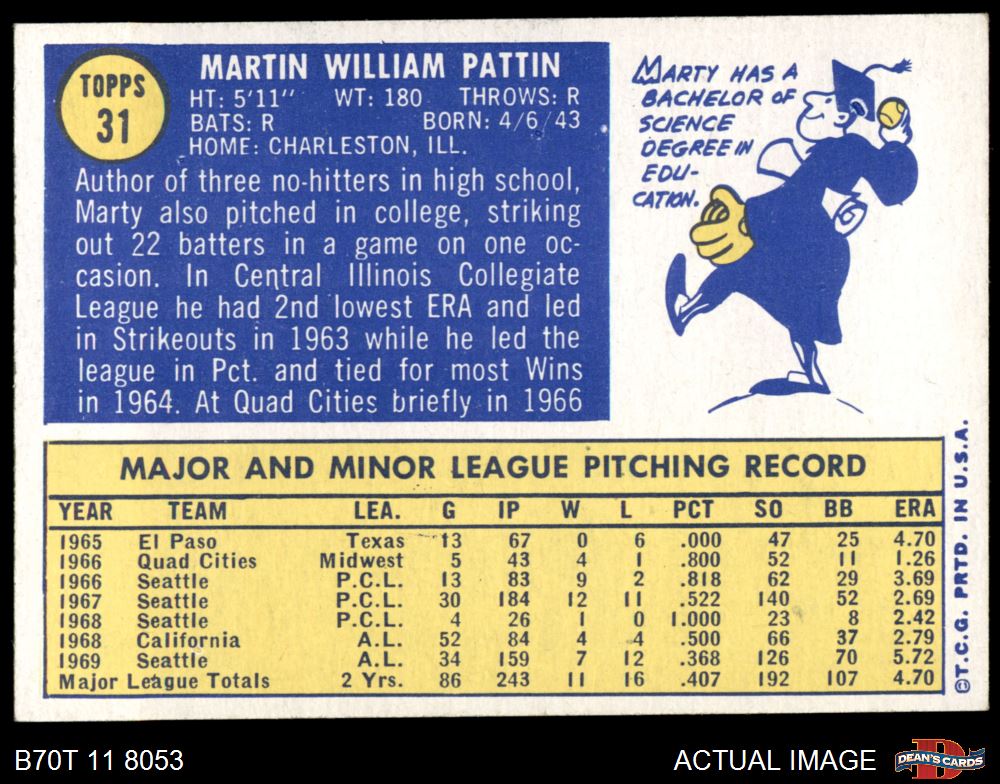 TOPPS
31
MARTIN WILLIAM PATTIN
HT: 5'11" WT: 180 THROWS: R
BATS: R BORN: 4/6/43
HOME: CHARLESTON, ILL.
Author of three no-hitters in high school,
Marty also pitched in college, striking
out 22 batters in a game on one oc-
casion. In Central Illinois Collegiate
League he had 2nd lowest ERA and led
in Strikeouts in 1963 while he led the
league in Pct. and tied for most Wins
in 1964. At Quad Cities briefly in 1966
MARTY HAS A
BACHELOR OF
SCIENCE
DEGREE IN
EDU-
CATION.
MAJOR AND MINOR LEAGUE PITCHING RECORD
YEAR TEAM LEA. G IP W L PCT SO BB ERA
1965 El Paso Texas 13 67 0 6 .000 47 25 4.70
1966 Quad Cities Midwest 5 43 4 1 .800 52 11 1.26
1966 Seattle P.C.L. 13 83 9 2 .818 62 29 3.69
1967 Seattle P.C.L. 30 184 12 11 .522 140 52 2.69
1968 Seattle P.C.L. 4 26 1 0 1.000 23 8 2.42
1968 California A.L. 52 84 4 4 .500 66 37 2.79
1969 Seattle A.L. 34 159 7 12 .368 126 70 5.72
Major League Totals 2 Yrs. 86 243 11 16 .407 192 107 4.70
©T.C.G. PRTD. IN U.S.A.
B70T 11 8053 ACTUAL IMAGE
D
DEAN'S CARDS